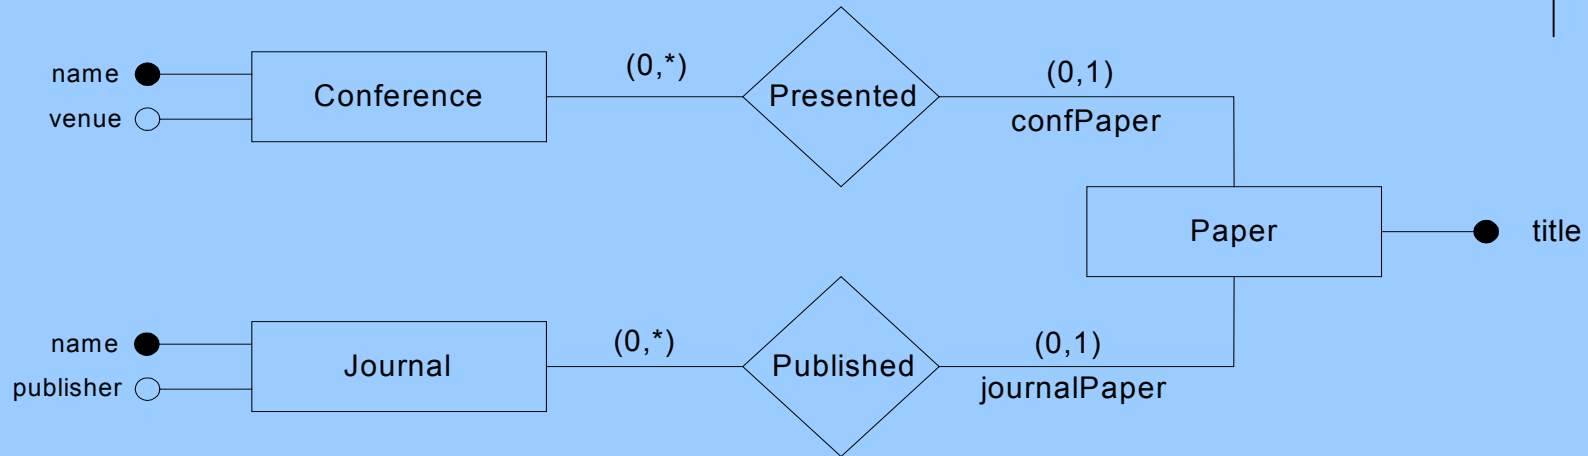 name
venue
Conference
(0,*)
Presented
(0,1)
confPaper
Paper
title
name
publisher
Journal
(0,*)
Published
(0,1)
journalPaper